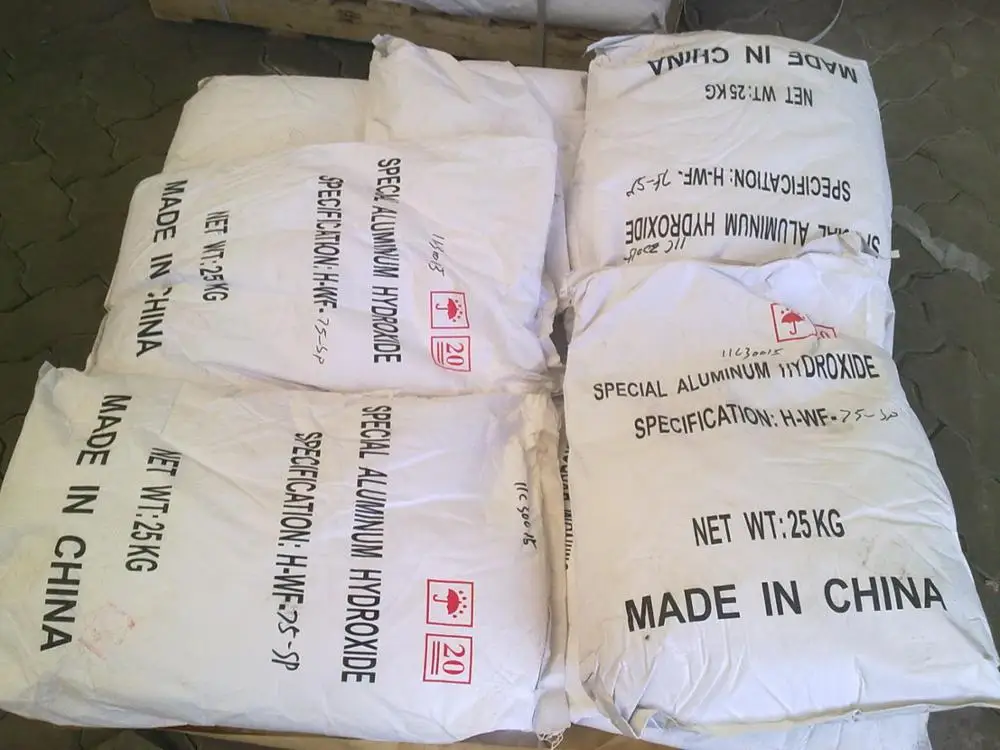 MADE IN CHINA
NET WT:25KG
SPECIFICATION: H-WF-75-SP
SPECIAL ALUMINUM HYDROXIDE
SPECIAL ALUMINUM HYDROXIDE
SPECIFICATION: H-WF-75-SP
NET WT:25KG
MADE IN CHINA
20
11C30015
SPECIAL ALUMINUM HYDROXIDE
SPECIFICATION: H-WF-75-SP
NET WT:25KG
MADE IN CHINA
11C30015
SPECIAL ALUMINUM HYDROXIDE
SPECIFICATION: H-WF-75-SP
NET WT:25KG
MADE IN CHINA
20